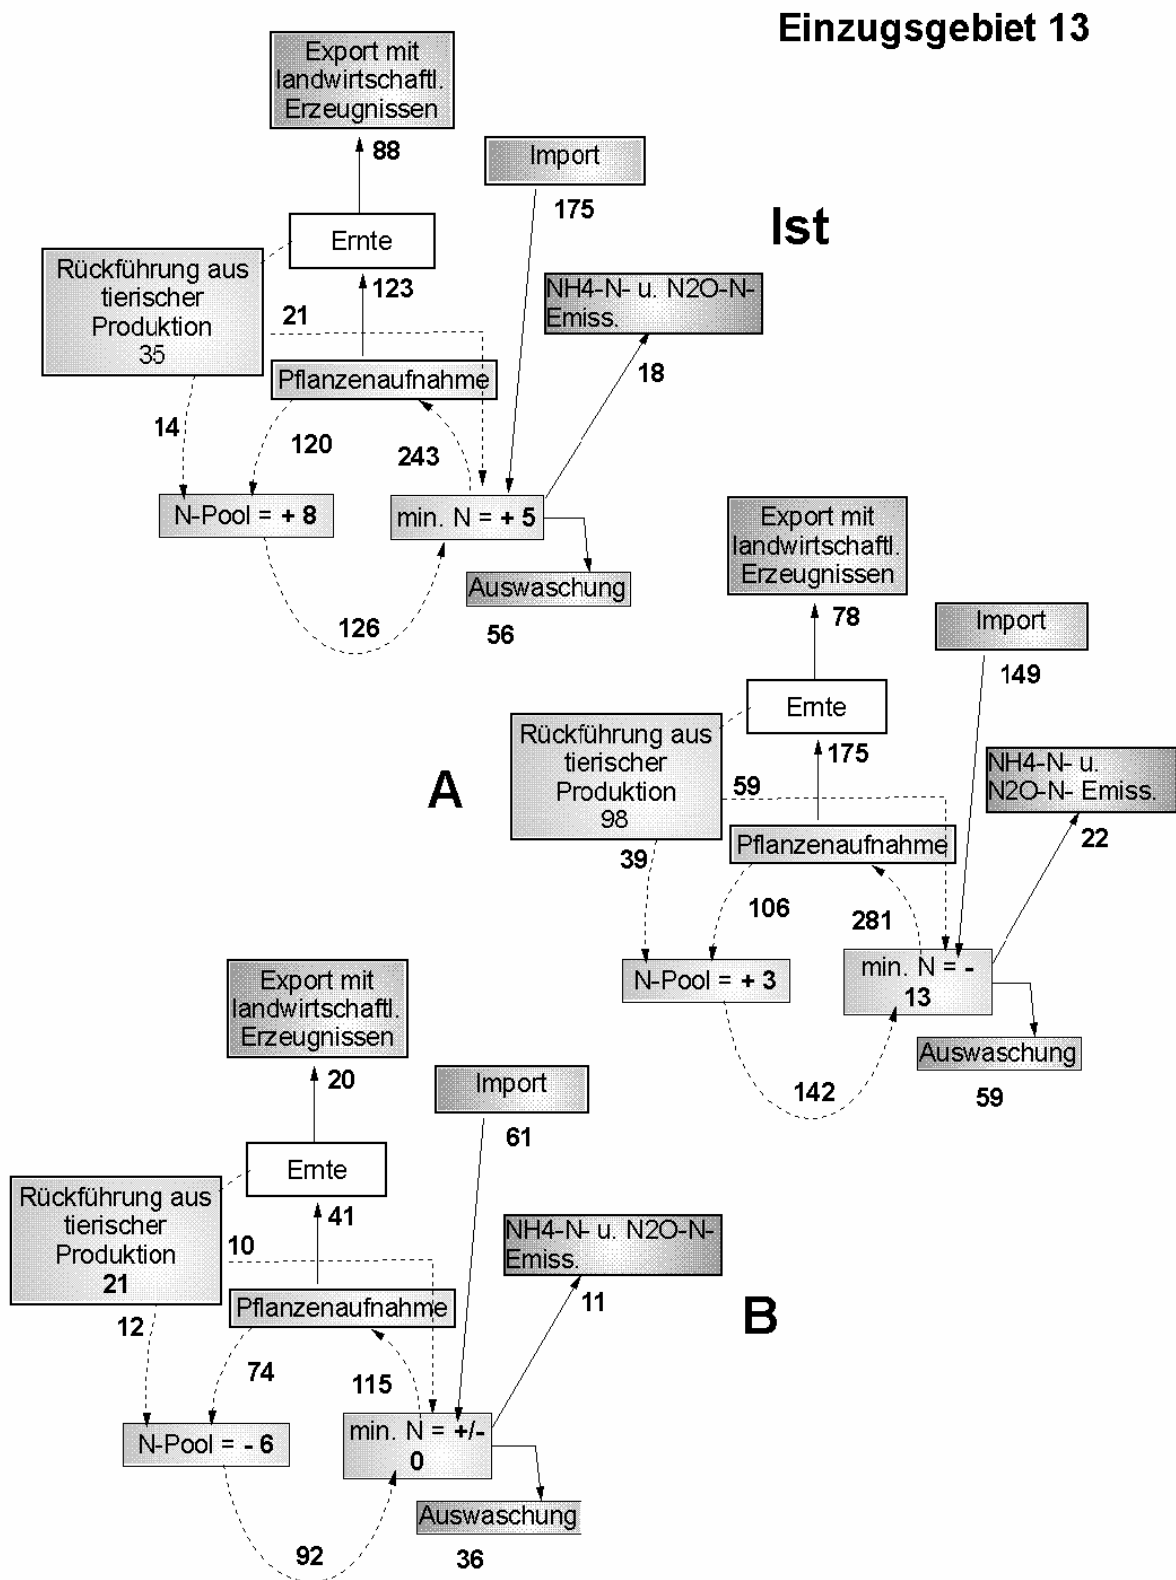 Einzugsgebiet 13
Export mit
landwirtschaftl.
Erzeugnissen
88
Import
175
Ist
Ernte
Rückführung aus
tierischer
Produktion
35
123
21
NH4-N- u. N2O-N-
Emiss.
18
Pflanzenaufnahme
14
120
243
N-Pool = + 8
min. N = + 5
Auswaschung
56
126
Export mit
landwirtschaftl.
Erzeugnissen
78
Import
149
Ernte
A
Rückführung aus
tierischer
Produktion
98
175
59
NH4-N- u.
N2O-N- Emiss.
22
Pflanzenaufnahme
39
106
281
N-Pool = + 3
min. N = -
13
Auswaschung
59
142
Export mit
landwirtschaftl.
Erzeugnissen
20
Import
61
Ernte
Rückführung aus
tierischer
Produktion
21
41
10
NH4-N- u. N2O-N-
Emiss.
11
B
Pflanzenaufnahme
12
74
115
N-Pool = - 6
min. N = +/-
0
Auswaschung
36
92